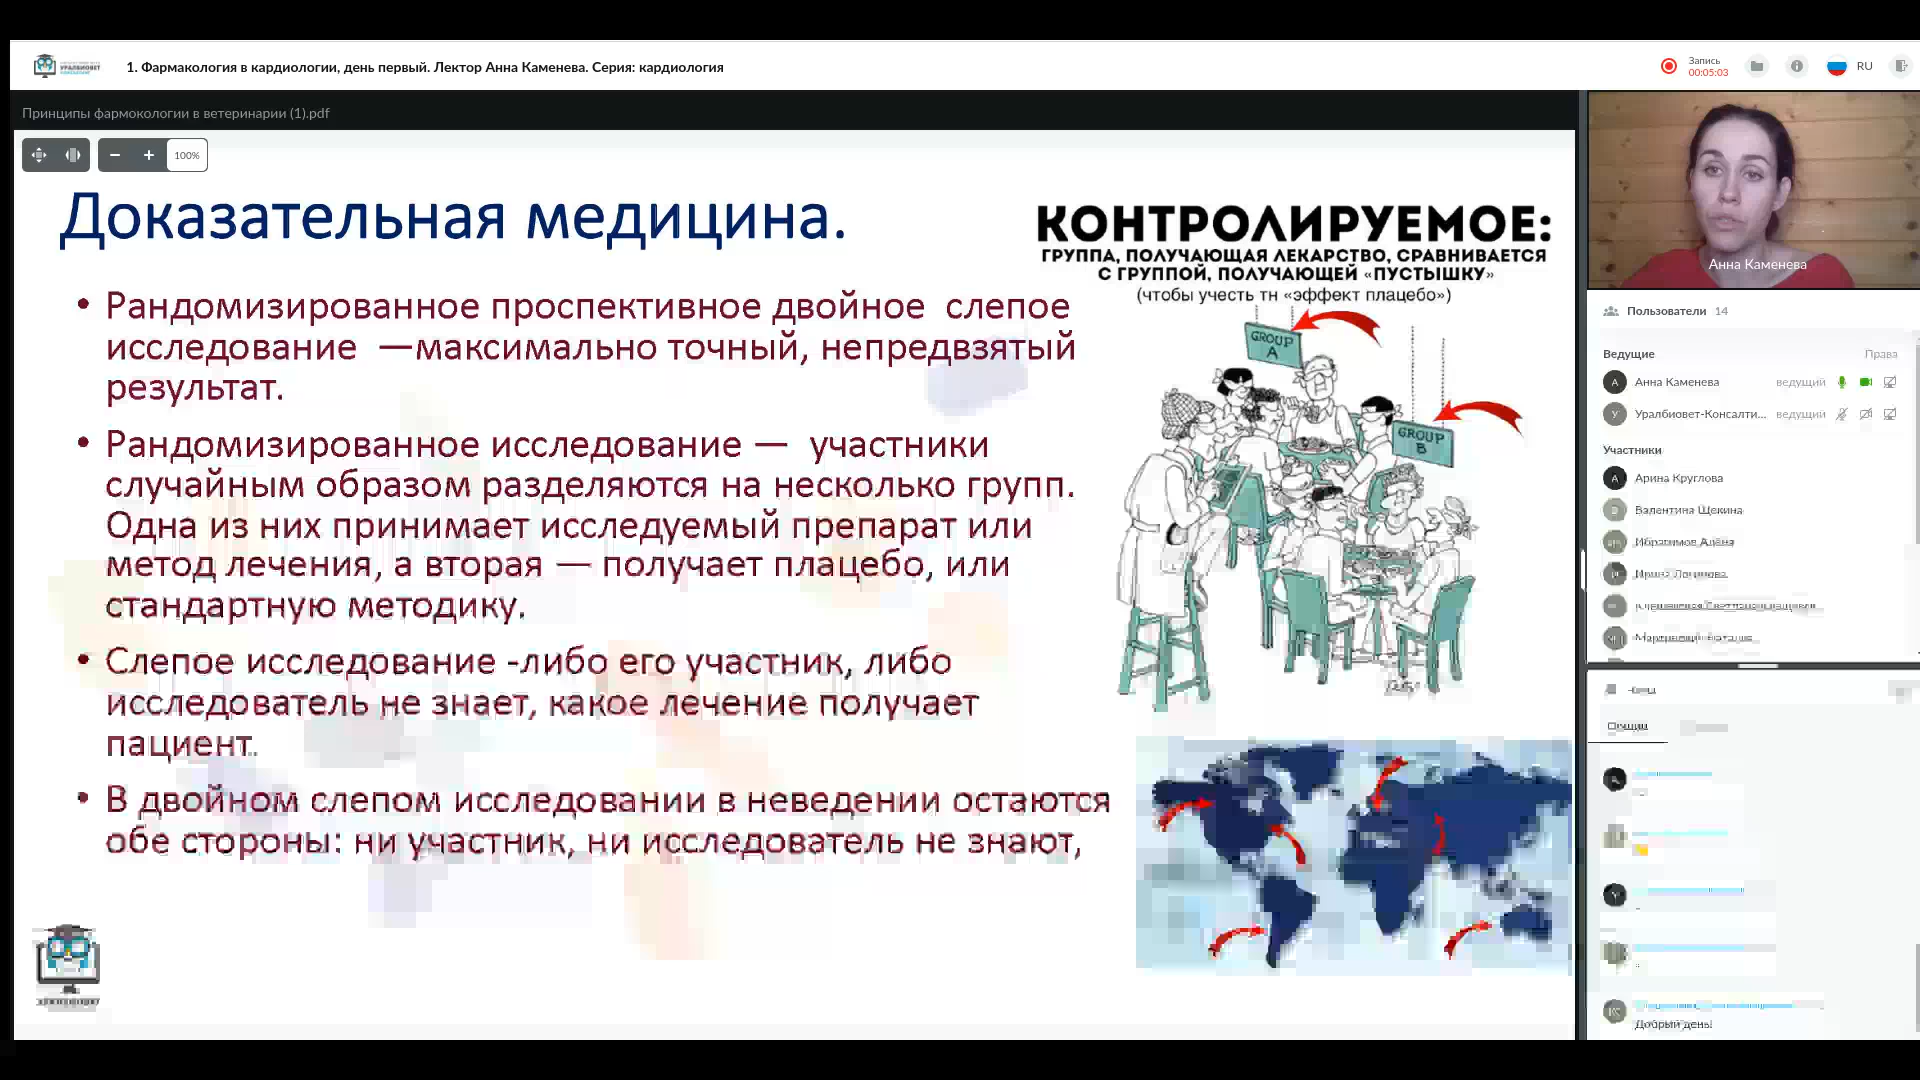 УРАЛБИОВЕТ
1. Фармакология в кардиологии, день первый. Лектор Анна Каменева. Серия: кардиология
Запись
00:05:03
RU
Принципы фармокологии в ветеринарии (1).pdf
100%
Доказательная медицина.
• Рандомизированное проспективное двойное слепое
исследование —максимально точный, непредвзятый
результат.
• Рандомизированное исследование — участники
случайным образом разделяются на несколько групп.
Одна из них принимает исследуемый препарат или
метод лечения, а вторая — получает плацебо, или
стандартную методику.
• Слепое исследование -либо его участник, либо
исследователь не знает, какое лечение получает
пациент.
• В двойном слепом исследовании в неведении остаются
обе стороны: ни участник, ни исследователь не знают,
КОНТРОЛИРУЕМОЕ:
ГРУППА, ПОЛУЧАЮЩАЯ ЛЕКАРСТВО, СРАВНИВАЕТСЯ
С ГРУППОЙ, ПОЛУЧАЮЩЕЙ «ПУСТЫШКУ»
(чтобы учесть тн «эффект плацебо»)
GROUP
A
GROUP
B
Анна Каменева
Пользователи 14
Ведущие Права
А Анна Каменева ведущий
У Уралбиовет-Консалти... ведущий
Участники
А Арина Круглова
В Валентина Щекина
Добрый день!